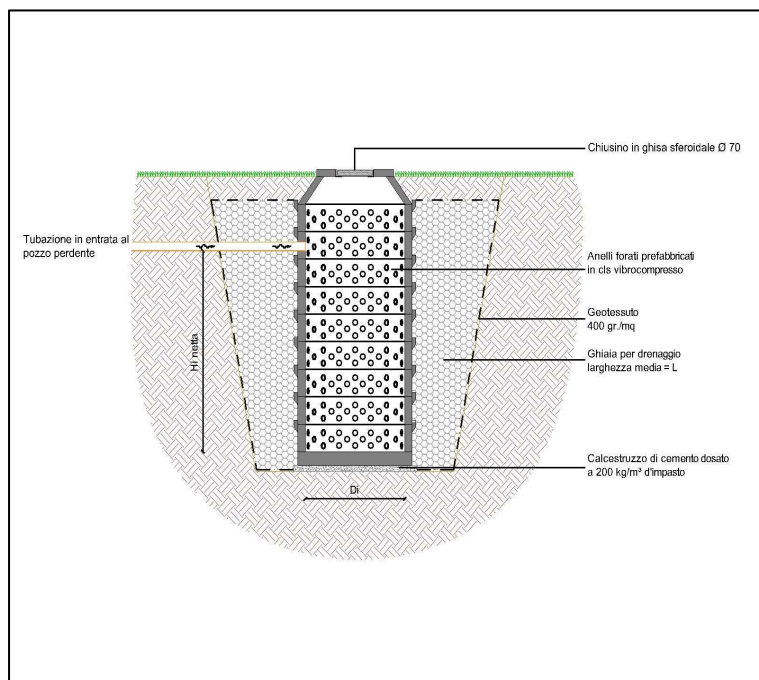 Chiusino in ghisa sferoidale Ø 70
Tubazione in entrata al
pozzo perdente
Anelli forati prefabbricati
in cls vibrocompresso
Geotessuto
400 gr./mq
Ghiaia per drenaggio
larghezza media = L
Hi netta
Calcestruzzo di cemento dosato
a 200 kg/m³ d'impasto
Di